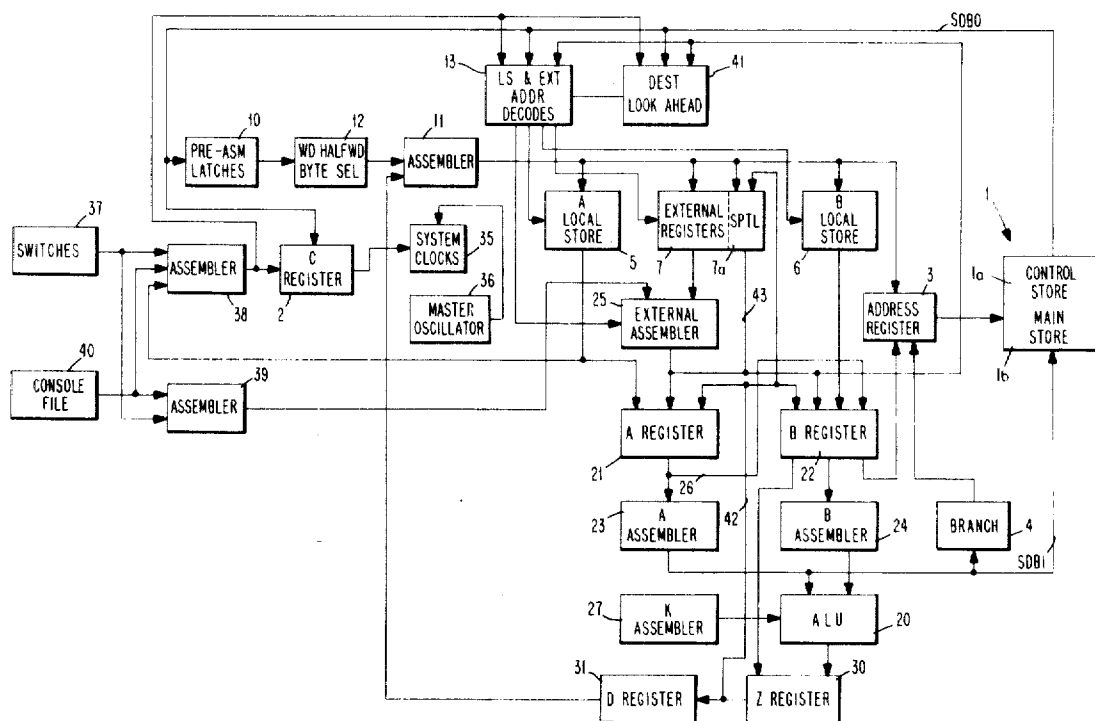 SDBO
13
LS & EXT
ADDR
DECODES
DEST
LOOK AHEAD
41
10
PRE-ASM
LATCHES
12
WD HALFWD
BYTE SEL
11
ASSEMBLER
37
SWITCHES
ASSEMBLER
38
C
REGISTER
2
SYSTEM
CLOCKS
35
36
MASTER
OSCILLATOR
A
LOCAL
STORE
5
EXTERNAL
REGISTERS
7
SPTL
7a
B
LOCAL
STORE
6
1
3
ADDRESS
REGISTER
1a
CONTROL
STORE
MAIN
STORE
1b
25
EXTERNAL
ASSEMBLER
43
40
CONSOLE
FILE
39
ASSEMBLER
A REGISTER
21
B REGISTER
22
26
42
23
A
ASSEMBLER
B
ASSEMBLER
24
BRANCH
4
SDBI
27
K
ASSEMBLER
ALU
20
31
D REGISTER
30
Z REGISTER